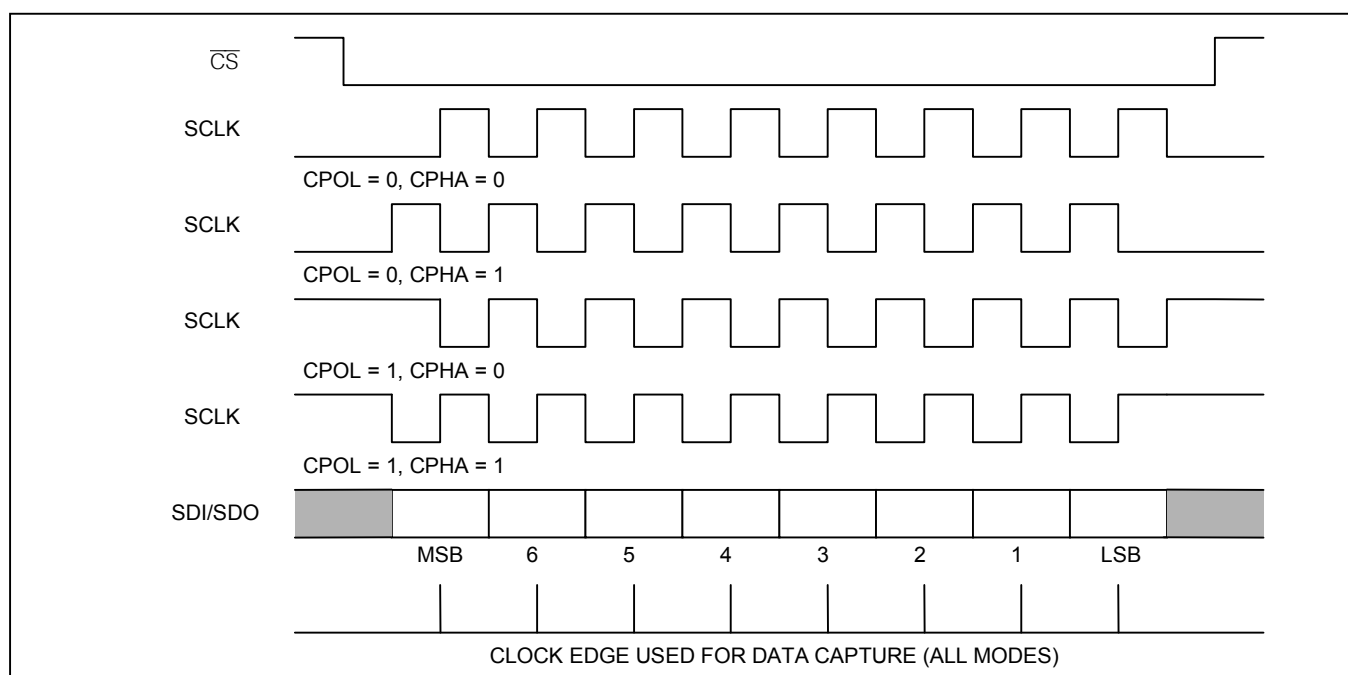 C̅S̅
SCLK
CPOL = 0, CPHA = 0
SCLK
CPOL = 0, CPHA = 1
SCLK
CPOL = 1, CPHA = 0
SCLK
CPOL = 1, CPHA = 1
SDI/SDO
MSB 6 5 4 3 2 1 LSB
CLOCK EDGE USED FOR DATA CAPTURE (ALL MODES)